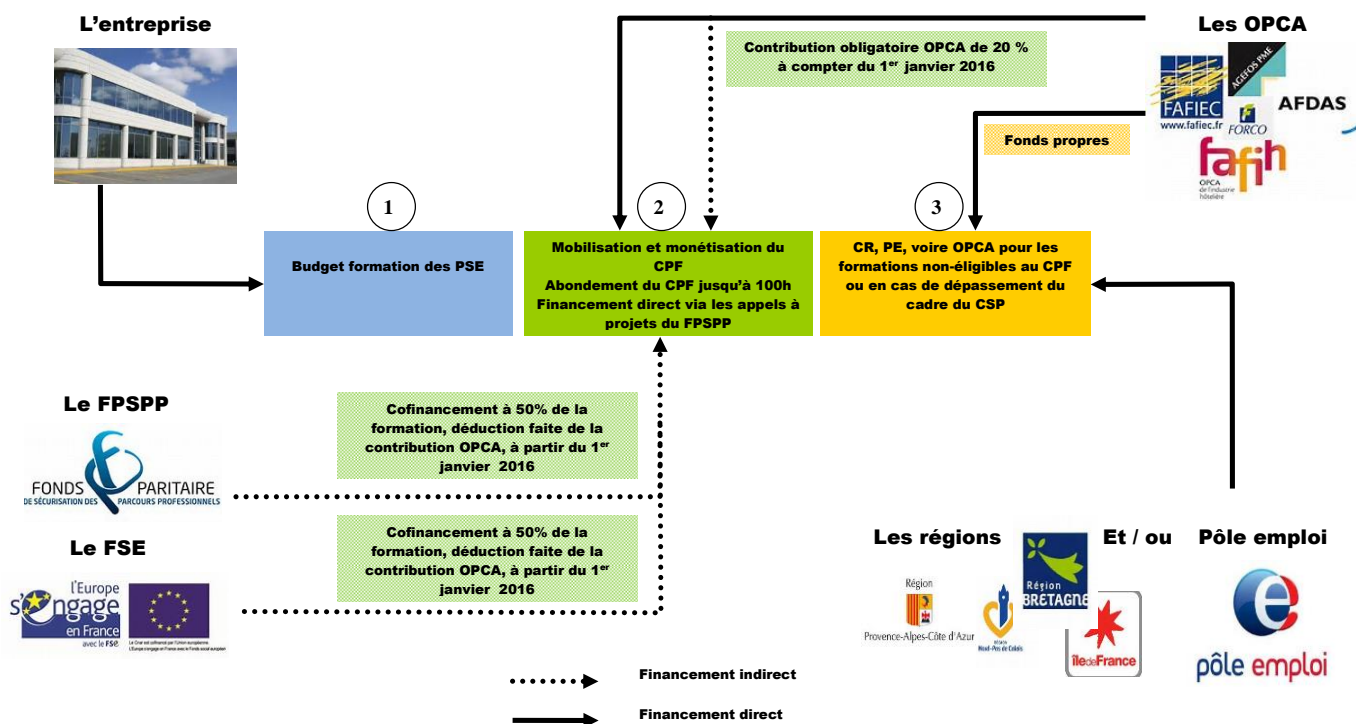 L'entreprise
Les OPCA
Contribution obligatoire OPCA de 20 %
à compter du 1er janvier 2016
FAFIEC
www.fafiec.fr
AGEFOS PME
FORCO
AFDAS
fafih
OPCA
de l'industrie
hôtelière
Fonds propres
1
2
3
Budget formation des PSE
Mobilisation et monétisation du
CPF
Abondement du CPF jusqu'à 100h
Financement direct via les appels à
projets du FPSPP
CR, PE, voire OPCA pour les
formations non-éligibles au CPF
ou en cas de dépassement du
cadre du CSP
Le FPSPP
FONDS PARITAIRE
DE SÉCURISATION DES PARCOURS PROFESSIONNELS
Cofinancement à 50% de la
formation, déduction faite de la
contribution OPCA, à partir du 1er
janvier 2016
Le FSE
l'Europe
s'engage
en France
avec le FSE
Cofinancement à 50% de la
formation, déduction faite de la
contribution OPCA, à partir du 1er
janvier 2016
Les régions
Et / ou
Pôle emploi
Région
Provence-Alpes-Côte d'Azur
RÉGION
Nord-Pas de Calais
Région
BRETAGNE
îledeFrance
pôle emploi
Financement indirect
Financement direct